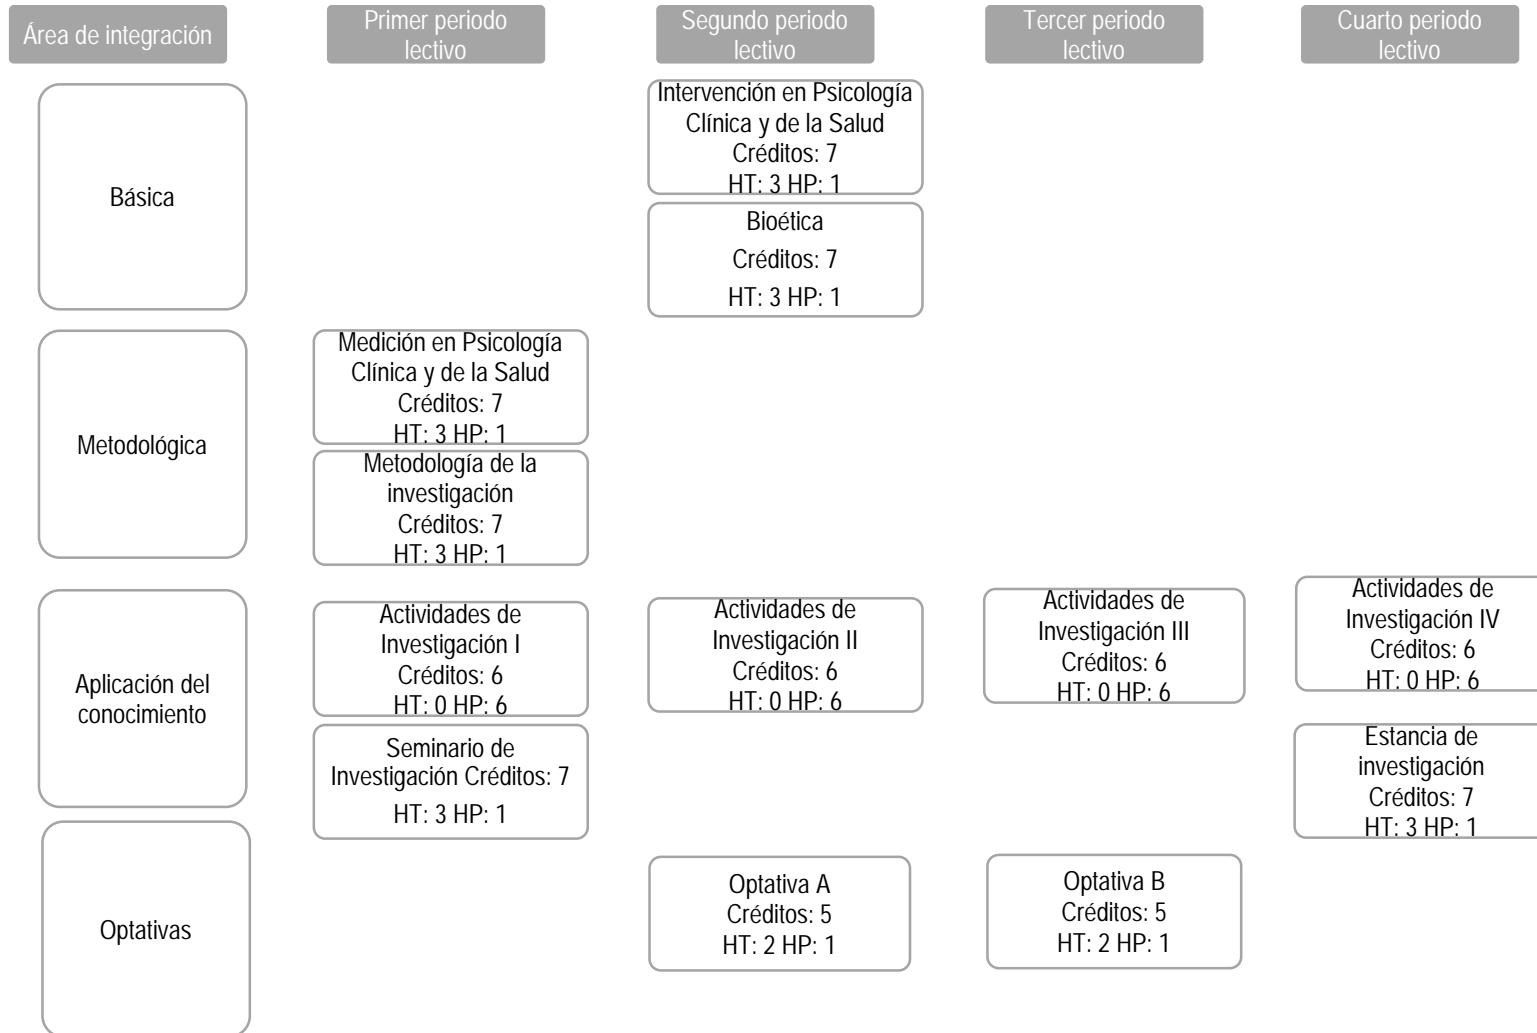 Área de integración
Primer periodo
lectivo
Segundo periodo
lectivo
Tercer periodo
lectivo
Cuarto periodo
lectivo
Básica
Intervención en Psicología
Clínica y de la Salud
Créditos: 7
HT: 3 HP: 1
Bioética
Créditos: 7
HT: 3 HP: 1
Metodológica
Medición en Psicología
Clínica y de la Salud
Créditos: 7
HT: 3 HP: 1
Metodología de la
investigación
Créditos: 7
HT: 3 HP: 1
Aplicación del
conocimiento
Actividades de
Investigación I
Créditos: 6
HT: 0 HP: 6
Seminario de
Investigación Créditos: 7
HT: 3 HP: 1
Actividades de
Investigación II
Créditos: 6
HT: 0 HP: 6
Actividades de
Investigación III
Créditos: 6
HT: 0 HP: 6
Actividades de
Investigación IV
Créditos: 6
HT: 0 HP: 6
Estancia de
investigación
Créditos: 7
HT: 3 HP: 1
Optativas
Optativa A
Créditos: 5
HT: 2 HP: 1
Optativa B
Créditos: 5
HT: 2 HP: 1